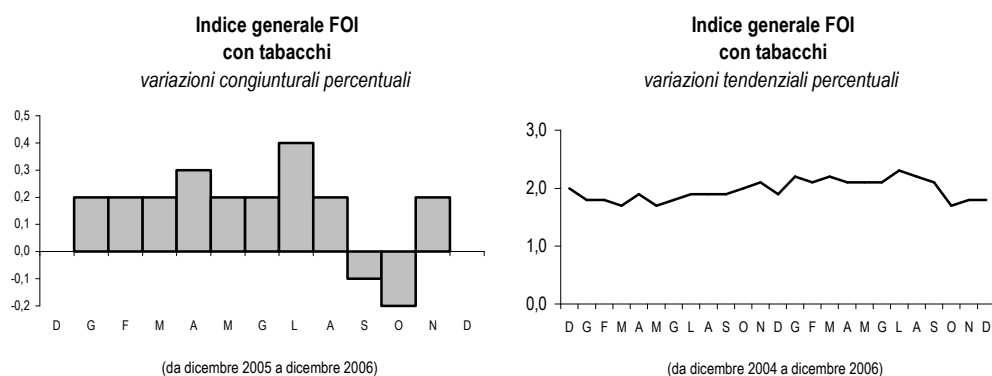 Indice generale FOI
con tabacchi
variazioni congiunturali percentuali
0,5
0,4
0,3
0,2
0,1
0,0
-0,1
-0,2
D G F M A M G L A S O N D
(da dicembre 2005 a dicembre 2006)
Indice generale FOI
con tabacchi
variazioni tendenziali percentuali
3,0
2,0
1,0
0,0
D G F M A M G L A S O N D G F M A M G L A S O N D
(da dicembre 2004 a dicembre 2006)